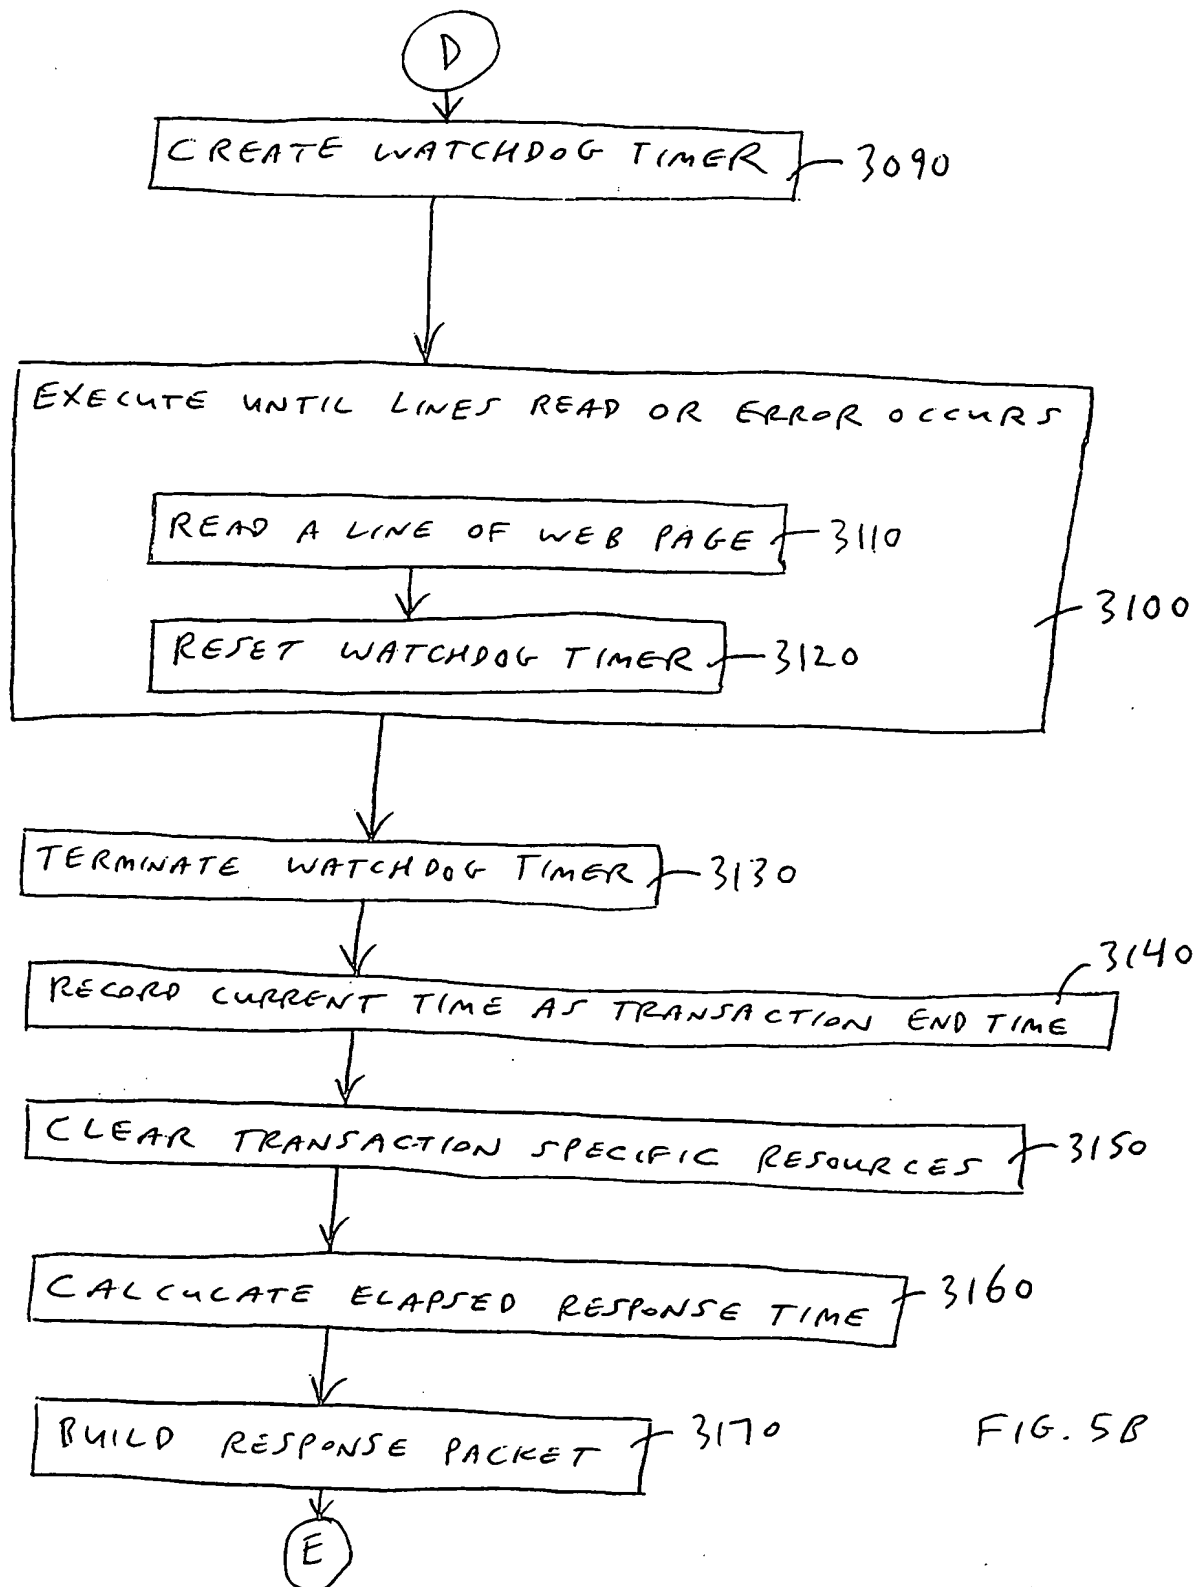 D
CREATE WATCHDOG TIMER 3090
EXECUTE UNTIL LINES READ OR ERROR OCCURS
READ A LINE OF WEB PAGE 3110
3100
RESET WATCHDOG TIMER 3120
TERMINATE WATCHDOG TIMER 3130
3140
RECORD CURRENT TIME AS TRANSACTION END TIME
CLEAR TRANSACTION SPECIFIC RESOURCES 3150
CALCULATE ELAPSED RESPONSE TIME 3160
BUILD RESPONSE PACKET 3170
FIG. 5B
E